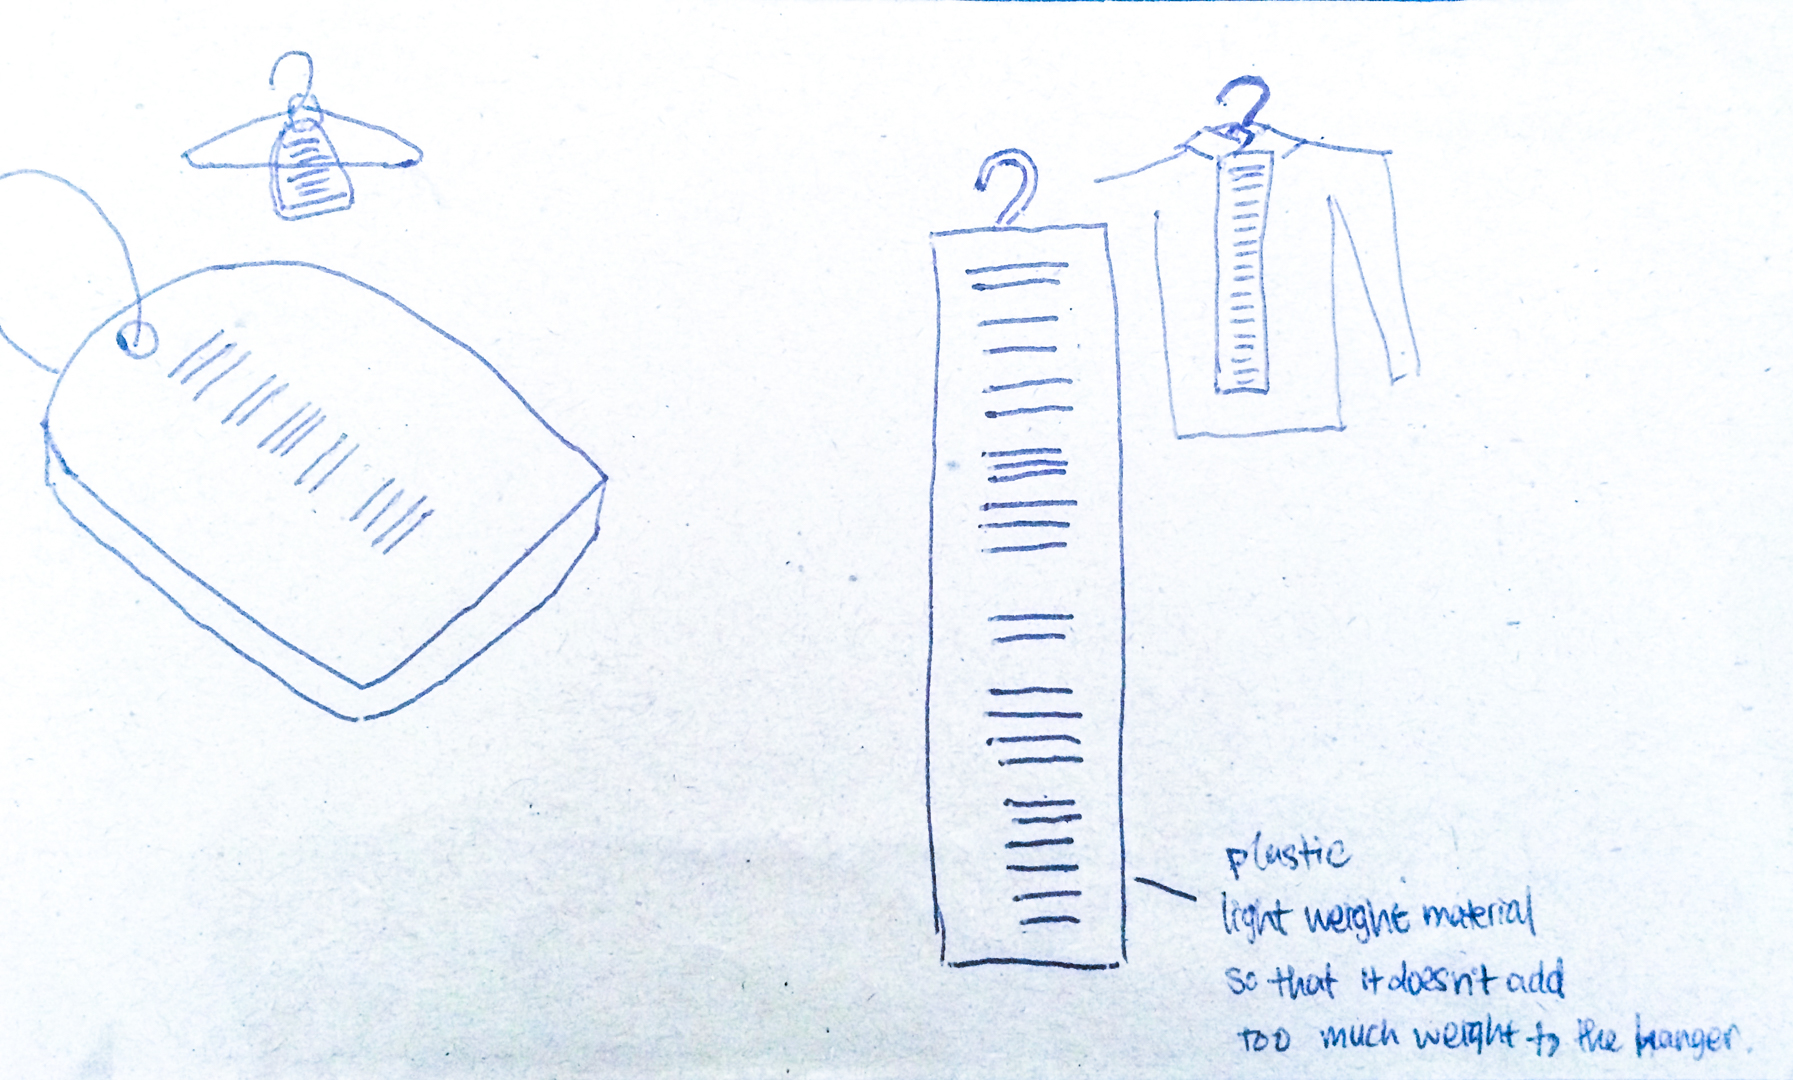 plastic
light weight material
so that it doesn't add
too much weight to the hanger.